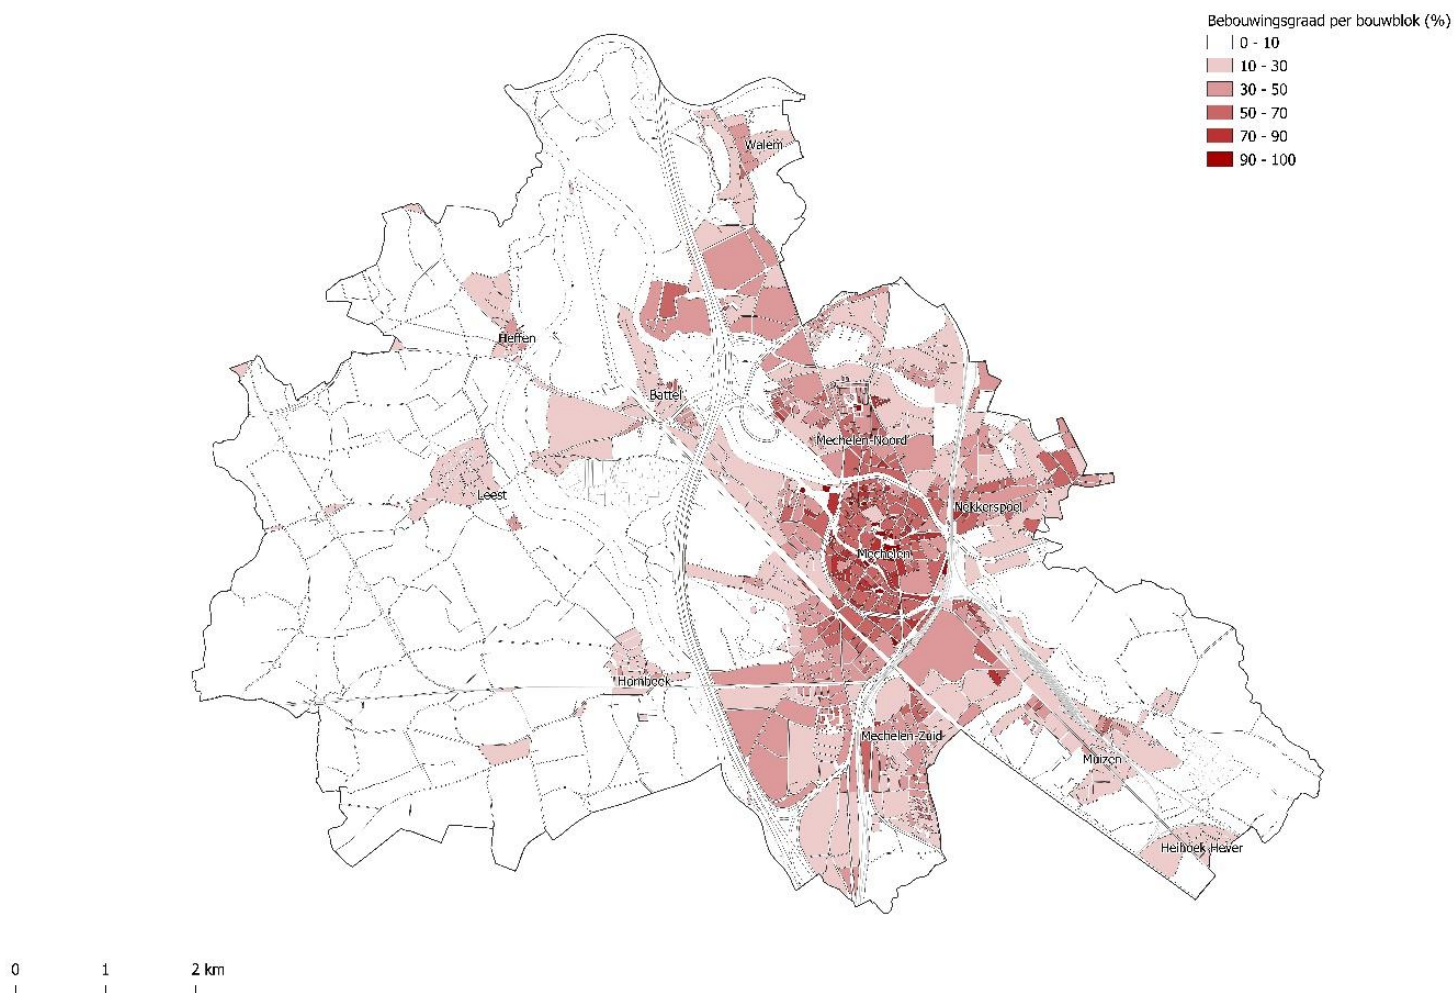 Bebouwingsgraad per bouwblok (%)
0 - 10
10 - 30
30 - 50
50 - 70
70 - 90
90 - 100
Walem
Heffen
Battel
Mechelen-Noord
Leest
Nekkerspoel
Mechelen
Hombeek
Mechelen-Zuid
Muizen
Heihoek Hever
0 1 2 km